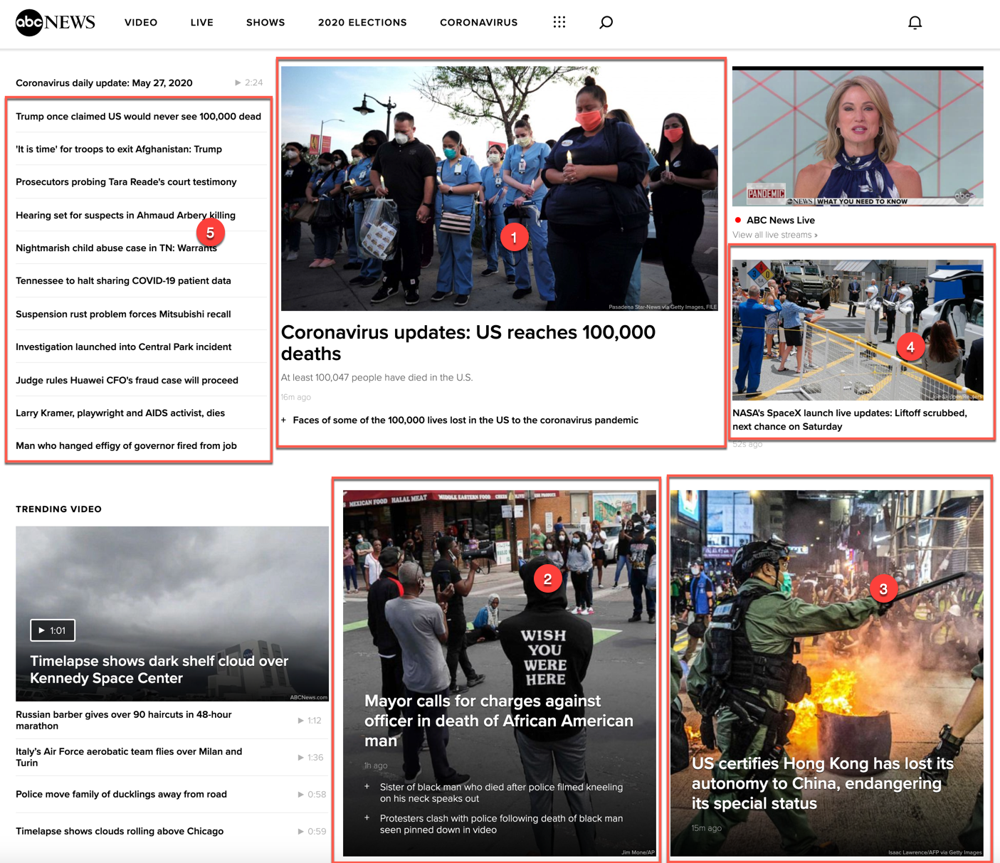 abc NEWS
VIDEO
LIVE
SHOWS
2020 ELECTIONS
CORONAVIRUS
Coronavirus daily update: May 27, 2020
2:24
Trump once claimed US would never see 100,000 dead
'It is time' for troops to exit Afghanistan: Trump
Prosecutors probing Tara Reade's court testimony
Hearing set for suspects in Ahmaud Arbery killing
5
Nightmarish child abuse case in TN: Warrants
Tennessee to halt sharing COVID-19 patient data
Suspension rust problem forces Mitsubishi recall
Investigation launched into Central Park incident
Judge rules Huawei CFO's fraud case will proceed
Larry Kramer, playwright and AIDS activist, dies
Man who hanged effigy of governor fired from job
1
Pasadena Star-News via Getty Images, FILE
Coronavirus updates: US reaches 100,000
deaths
At least 100,047 people have died in the U.S.
16m ago
+ Faces of some of the 100,000 lives lost in the US to the coronavirus pandemic
PANDEMIC
abc NEWS | WHAT YOU NEED TO KNOW
abc
ABC News Live
View all live streams »
3 4 0
SA
4
Joe Skipper/Reuters
NASA's SpaceX launch live updates: Liftoff scrubbed,
next chance on Saturday
52s ago
TRENDING VIDEO
1:01
Timelapse shows dark shelf cloud over
Kennedy Space Center
ABCNews.com
Russian barber gives over 90 haircuts in 48-hour
marathon
1:12
Italy's Air Force aerobatic team flies over Milan and
Turin
1:36
Police move family of ducklings away from road
0:58
Timelapse shows clouds rolling above Chicago
0:59
MEXICAN FOOD HALAL MEAT MIDDLE EASTERN FOOD
PRODUCE
2
WISH
YOU
WERE
HERE
Mayor calls for charges against
officer in death of African American
man
1h ago
+ Sister of black man who died after police filmed kneeling
on his neck speaks out
+ Protesters clash with police following death of black man
seen pinned down in video
Jim Mone/AP
3
US certifies Hong Kong has lost its
autonomy to China, endangering
its special status
15m ago
Isaac Lawrence/AFP via Getty Images